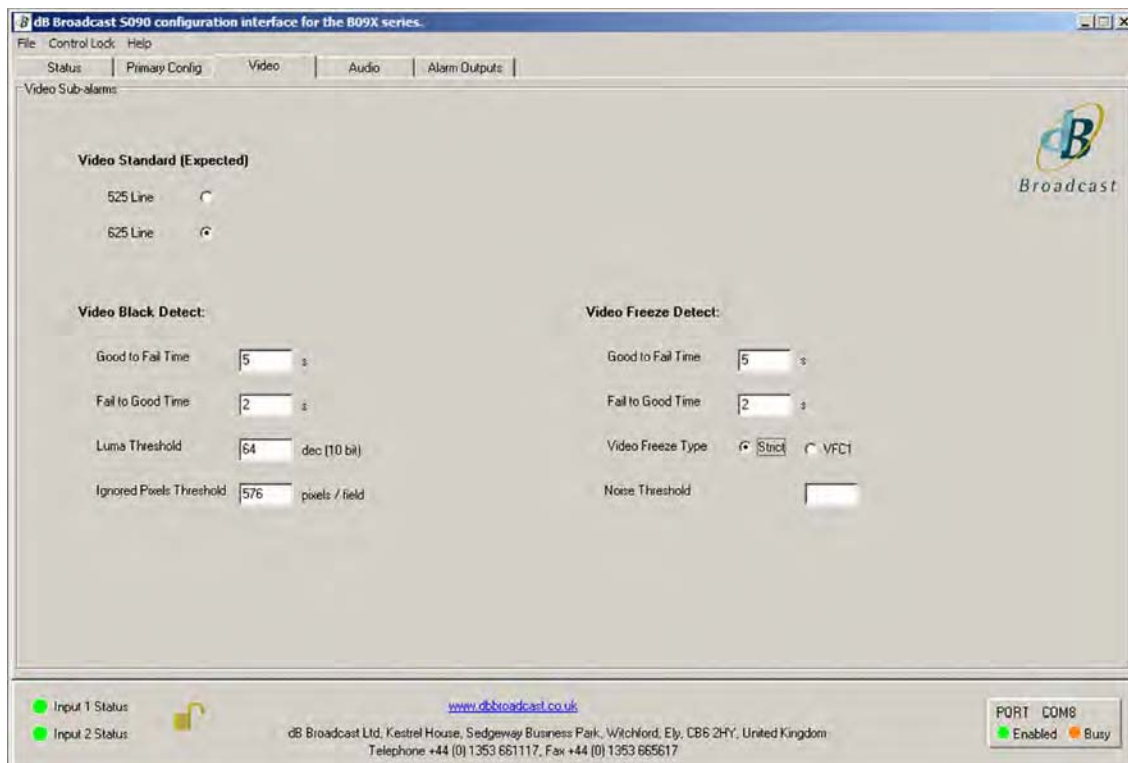 dB Broadcast S090 configuration interface for the B09X series.
File Control Lock Help
Status Primary Config Video Audio Alarm Outputs
Video Sub-alarms
dB
Broadcast
Video Standard (Expected)
525 Line
625 Line
Video Black Detect:
Good to Fail Time 5 s
Fail to Good Time 2 s
Luma Threshold 64 dec (10 bit)
Ignored Pixels Threshold 576 pixels / field
Video Freeze Detect:
Good to Fail Time 5 s
Fail to Good Time 2 s
Video Freeze Type Strict VFC1
Noise Threshold
Input 1 Status
Input 2 Status
www.dbbroadcast.co.uk
dB Broadcast Ltd, Kestrel House, Sedgeway Business Park, Witchford, Ely, CB6 2HY, United Kingdom
Telephone +44 (0) 1353 661117, Fax +44 (0) 1353 665617
PORT COM8
Enabled Busy